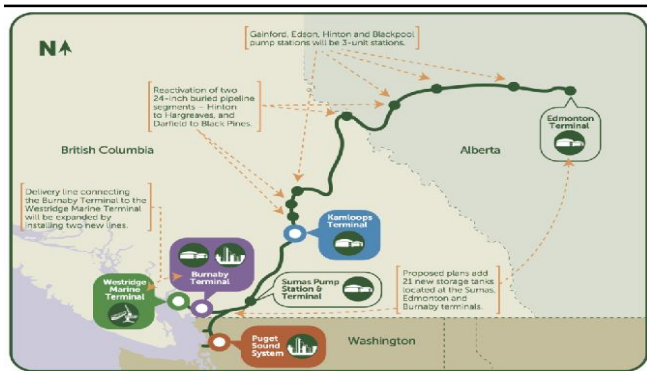 Gainford, Edson, Hinton and Blackpool
pump stations will be 3-unit stations.
N
Reactivation of two
24-inch buried pipeline
segments – Hinton
to Hargreaves, and
Darfield to Black Pines.
Edmonton
Terminal
British Columbia
Alberta
Delivery line connecting
the Burnaby Terminal to the
Westridge Marine Terminal
will be expanded by
installing two new lines.
Kamloops
Terminal
Burnaby
Terminal
Westridge
Marine
Terminal
Sumas Pump
Station &
Terminal
Proposed plans add
21 new storage tanks
located at the Sumas,
Edmonton and
Burnaby terminals.
Puget
Sound
System
Washington